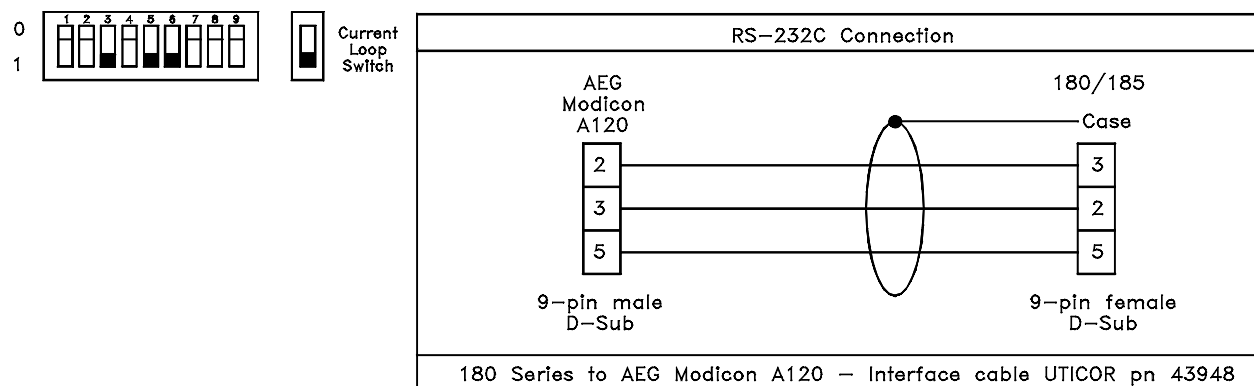 1 2 3 4 5 6 7 8 9
0
1
Current
Loop
Switch
RS-232C Connection
AEG
Modicon
A120
180/185
Case
2 3
3 2
5 5
9-pin male
D-Sub
9-pin female
D-Sub
180 Series to AEG Modicon A120 - Interface cable UTICOR pn 43948